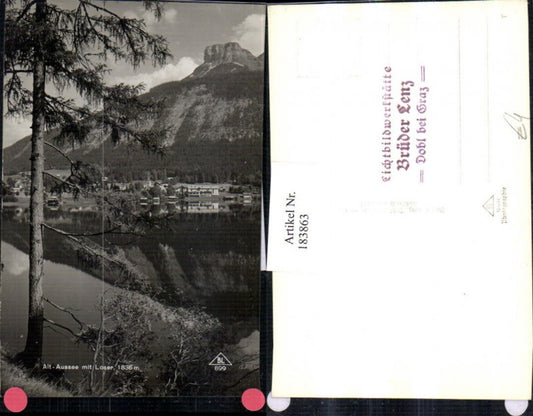 Alt-Aussee mit Loser, 1836 m.
BL
899
Artikel Nr.
183863
Lichtbildwerkstätte
Brüder Lenz
Dobl bei Graz